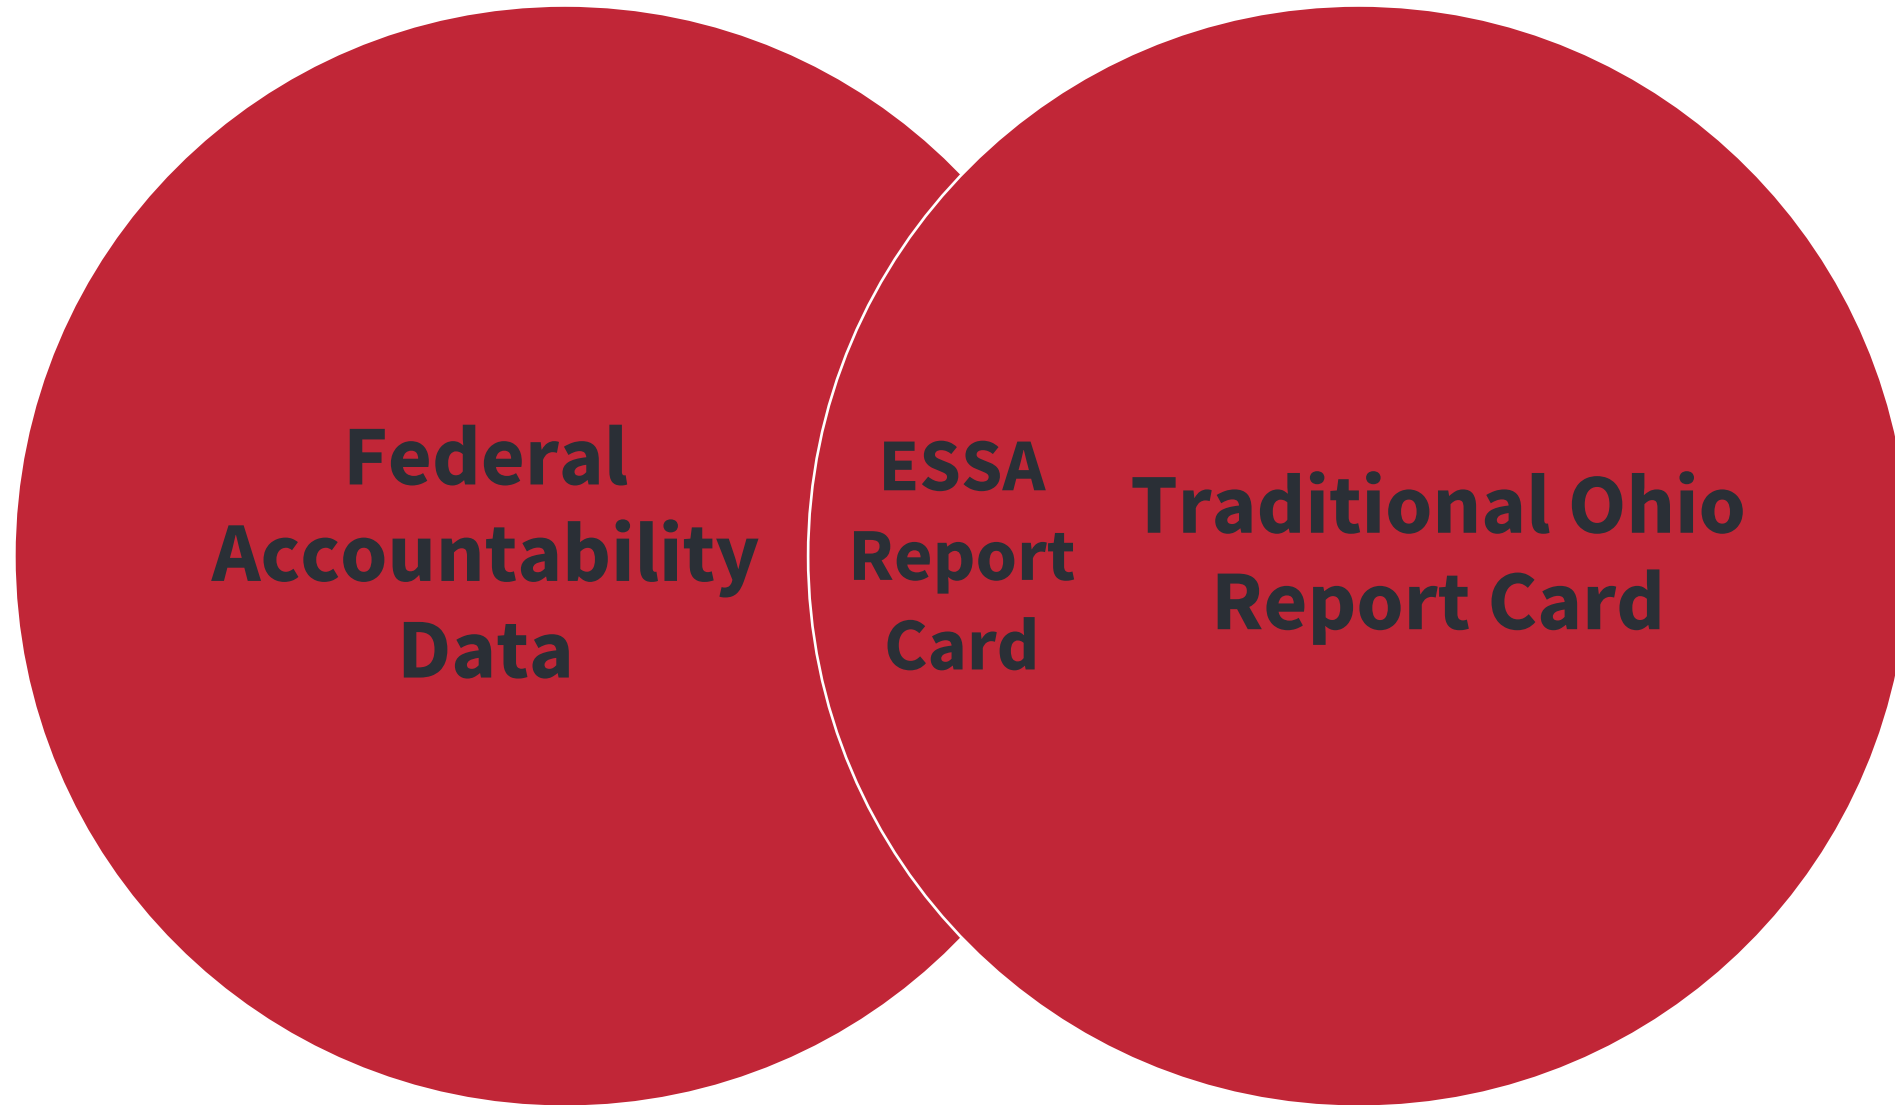 Federal
Accountability
Data
ESSA
Report
Card
Traditional Ohio
Report Card